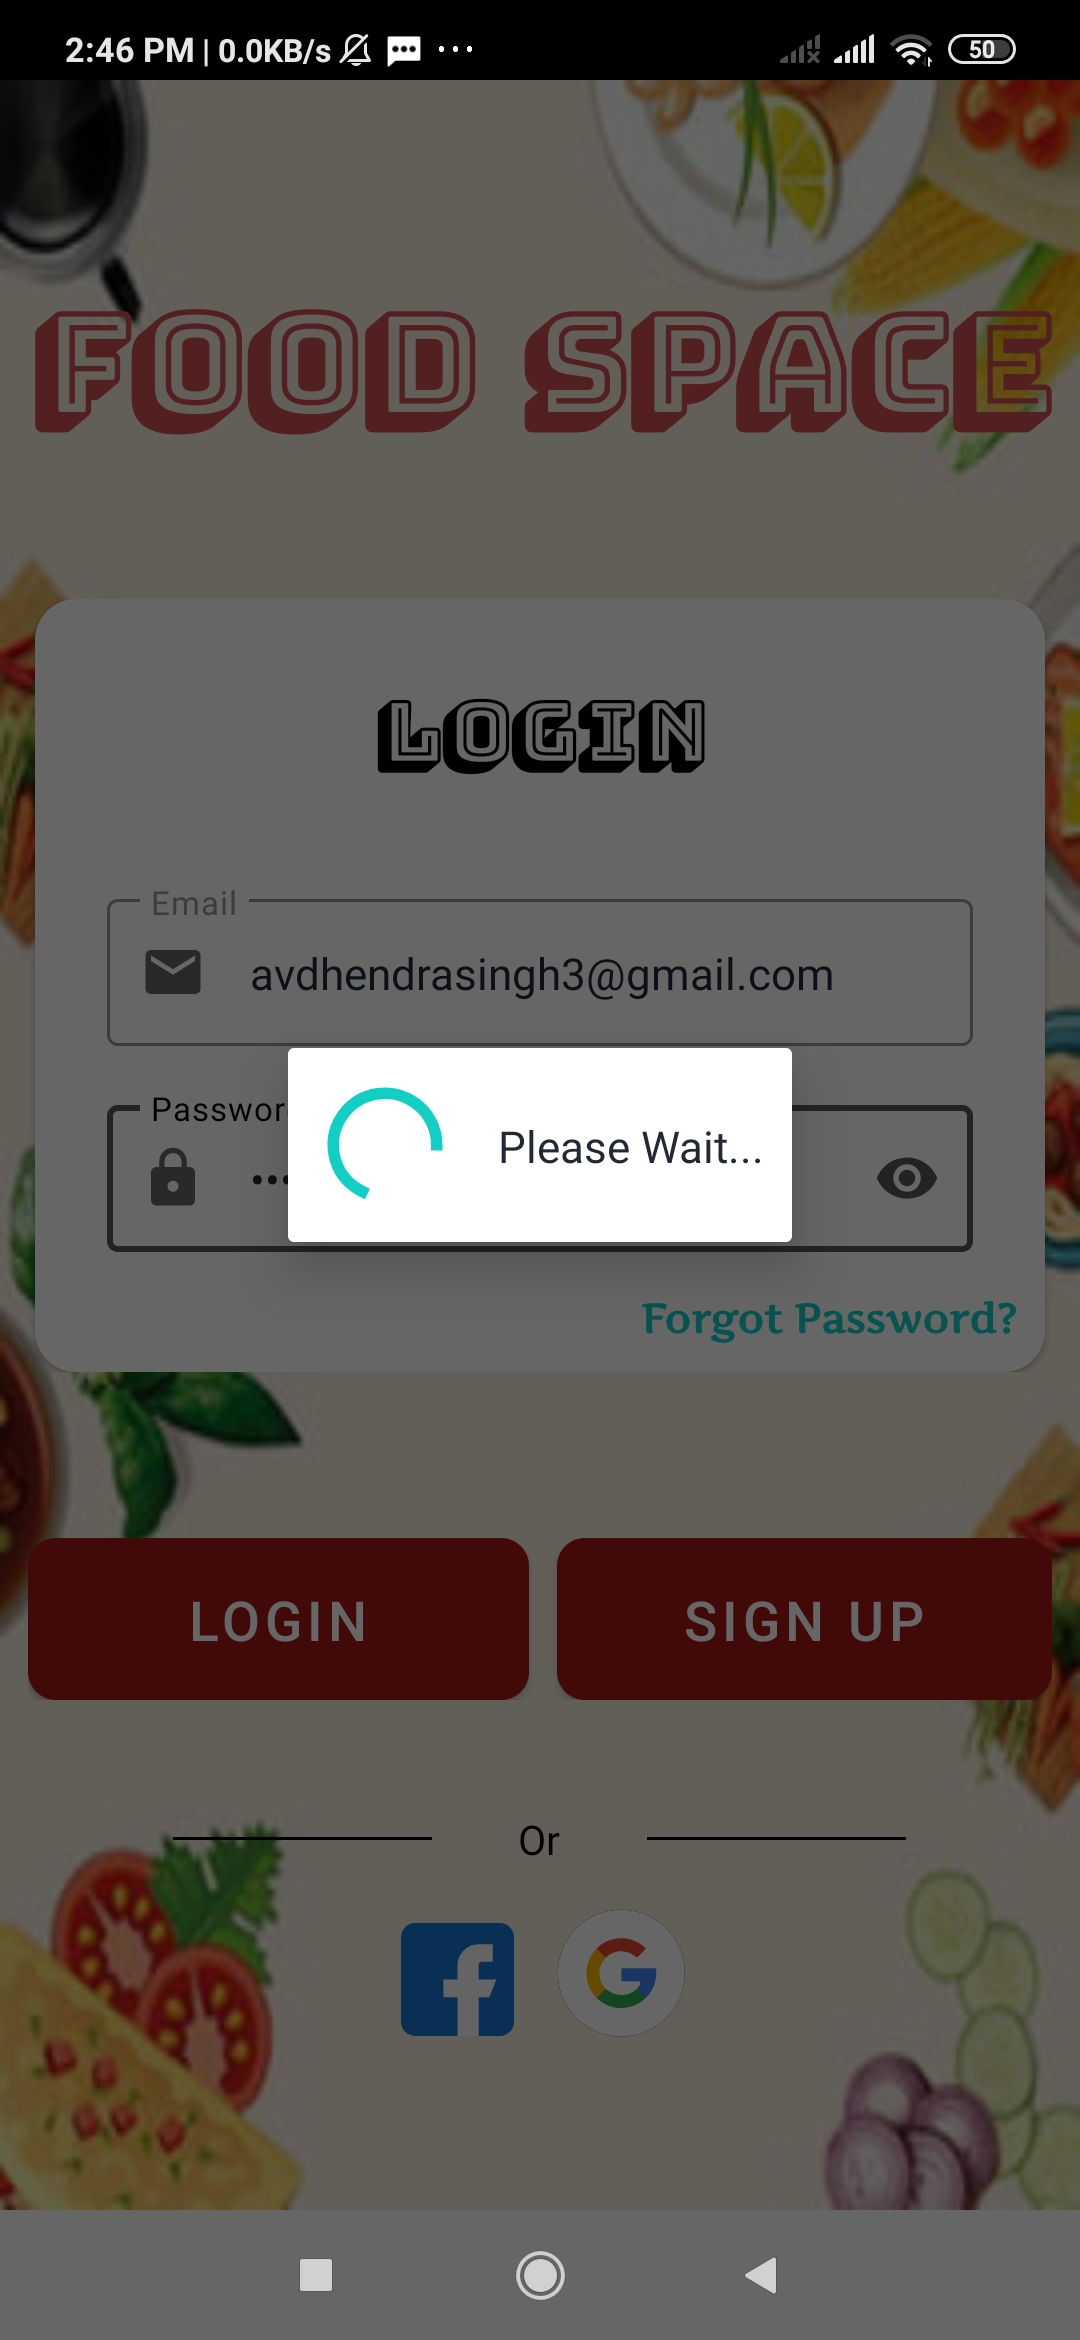 2:46 PM | 0.0KB/s ... 50
FOOD SPACE
LOGIN
Email
avdhendrasingh3@gmail.com
Please Wait...
Forgot Password?
LOGIN SIGN UP
Or